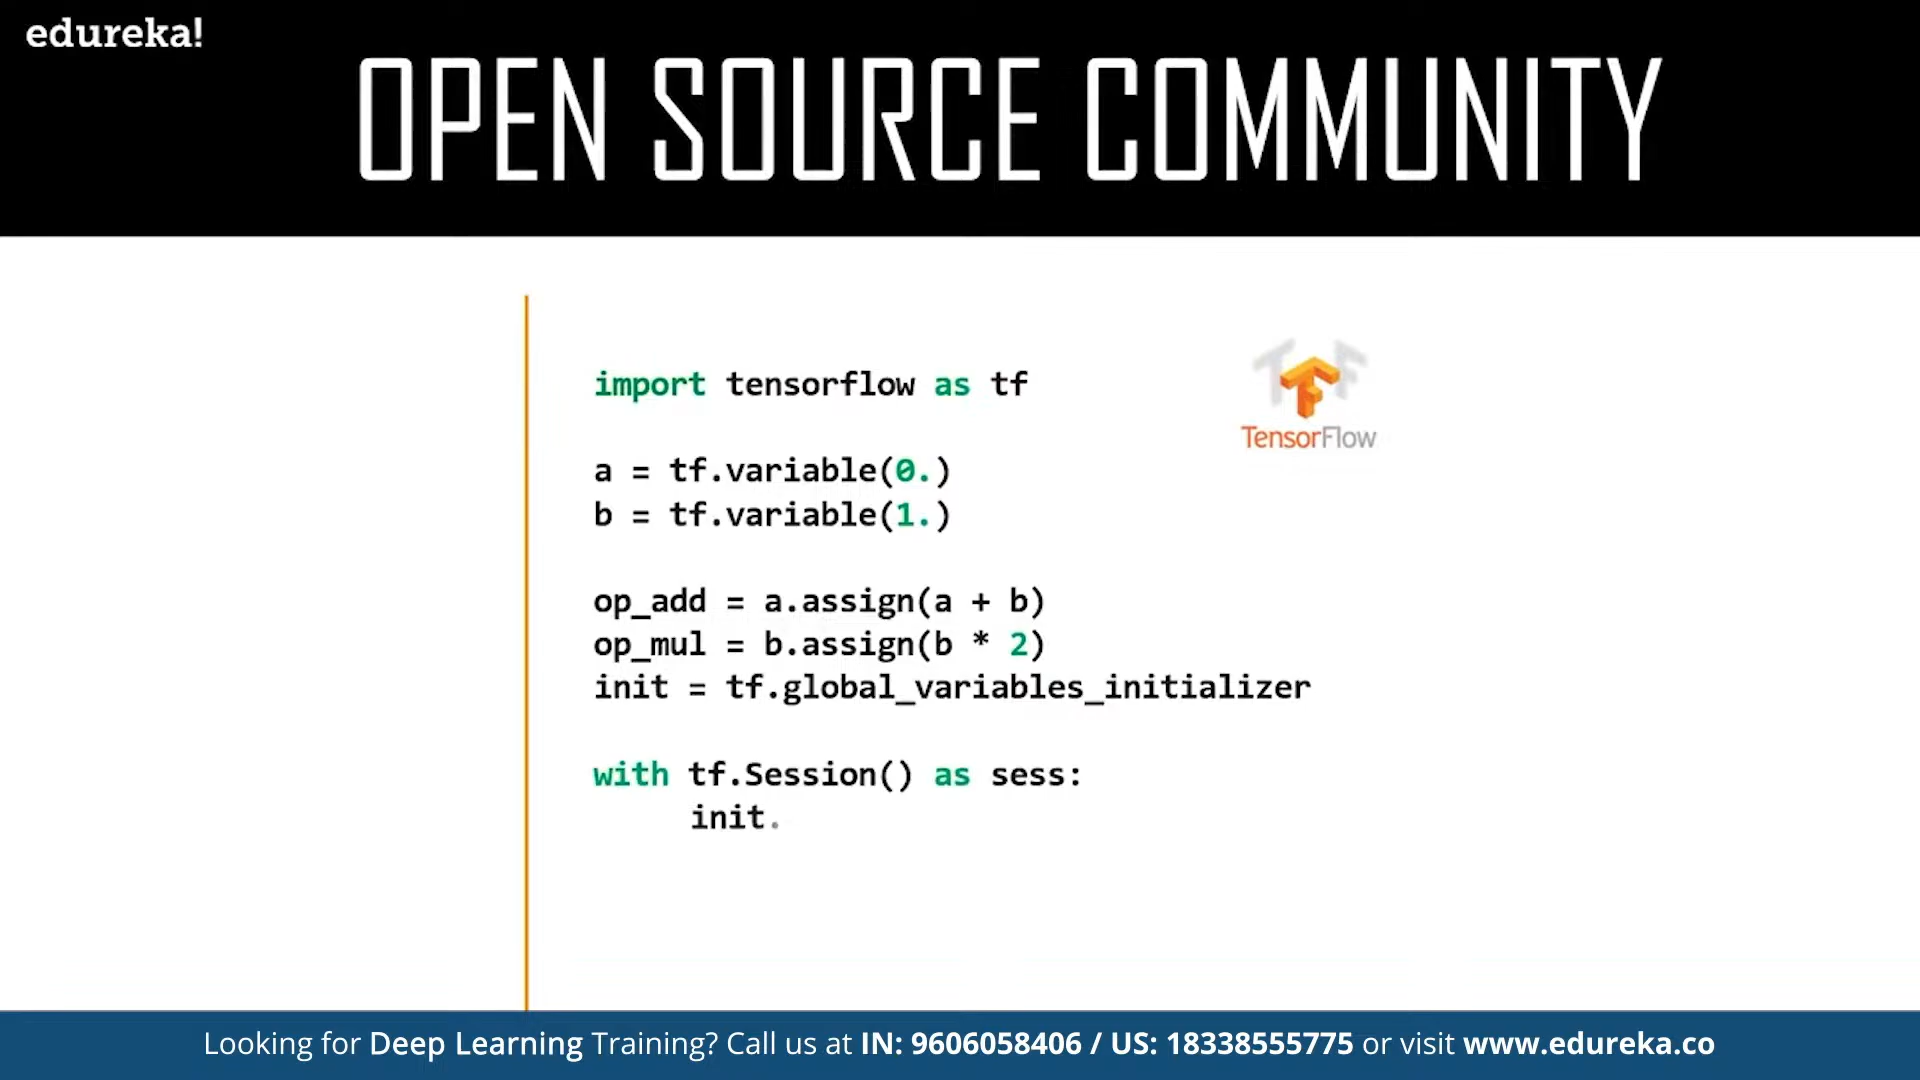 edureka!
OPEN SOURCE COMMUNITY
import tensorflow as tf
TensorFlow
a = tf.variable(0.)
b = tf.variable(1.)
op_add = a.assign(a + b)
op_mul = b.assign(b * 2)
init = tf.global_variables_initializer
with tf.Session() as sess:
init.
Looking for Deep Learning Training? Call us at IN: 9606058406 / US: 18338555775 or visit www.edureka.co